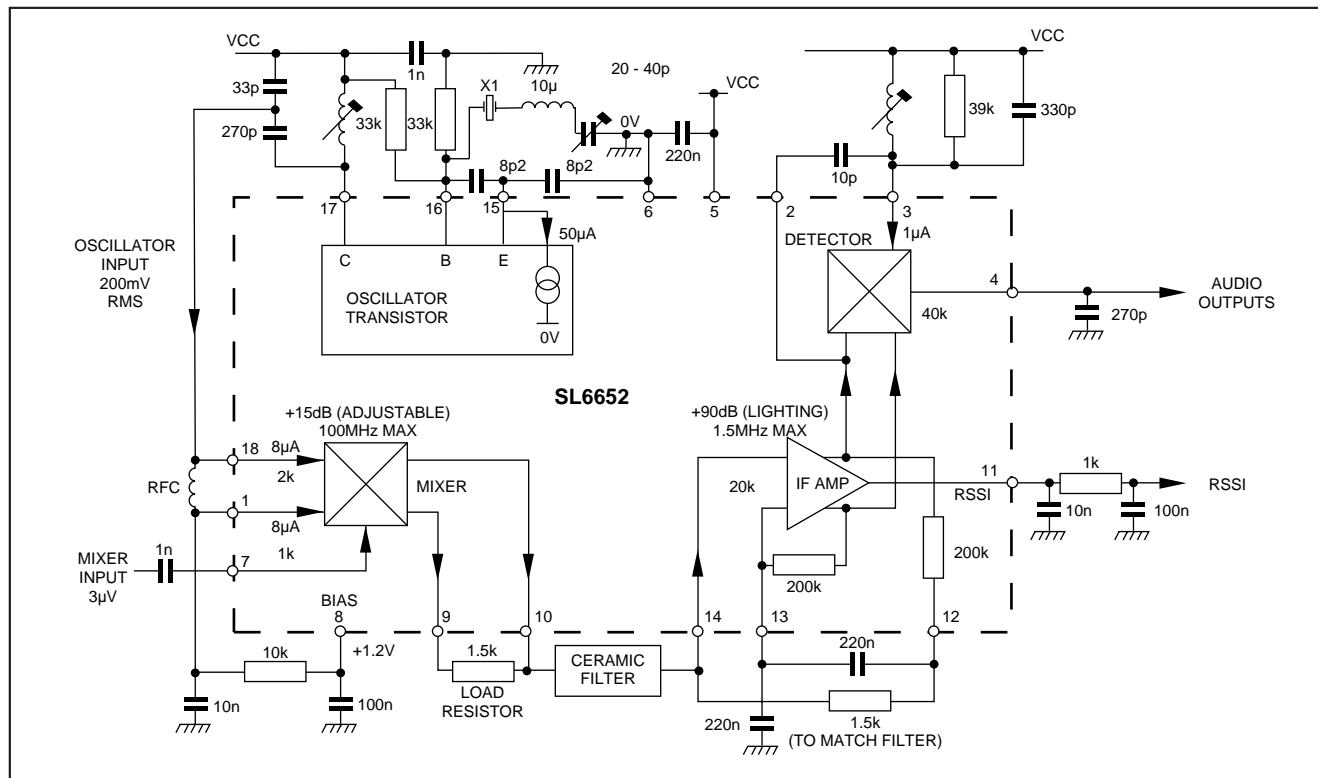 VCC
1n
33p
270p
33k
33k
X1
10µ
20 - 40p
0V
VCC
220n
8p2
8p2
VCC
39k
330p
10p
17
16
15
6
5
2
3
OSCILLATOR
INPUT
200mV
RMS
C
B
E
50µA
OSCILLATOR
TRANSISTOR
0V
DETECTOR
1µA
40k
4
AUDIO
OUTPUTS
270p
SL6652
+15dB (ADJUSTABLE)
100MHz MAX
18
8µA
2k
RFC
1
8µA
MIXER
1n
7
1k
MIXER
INPUT
3µV
+90dB (LIGHTING)
1.5MHz MAX
20k
IF AMP
11
RSSI
1k
RSSI
10n
100n
200k
200k
BIAS
8
9
10
14
13
12
+1.2V
10k
10n
100n
1.5k
LOAD
RESISTOR
CERAMIC
FILTER
220n
220n
1.5k
(TO MATCH FILTER)